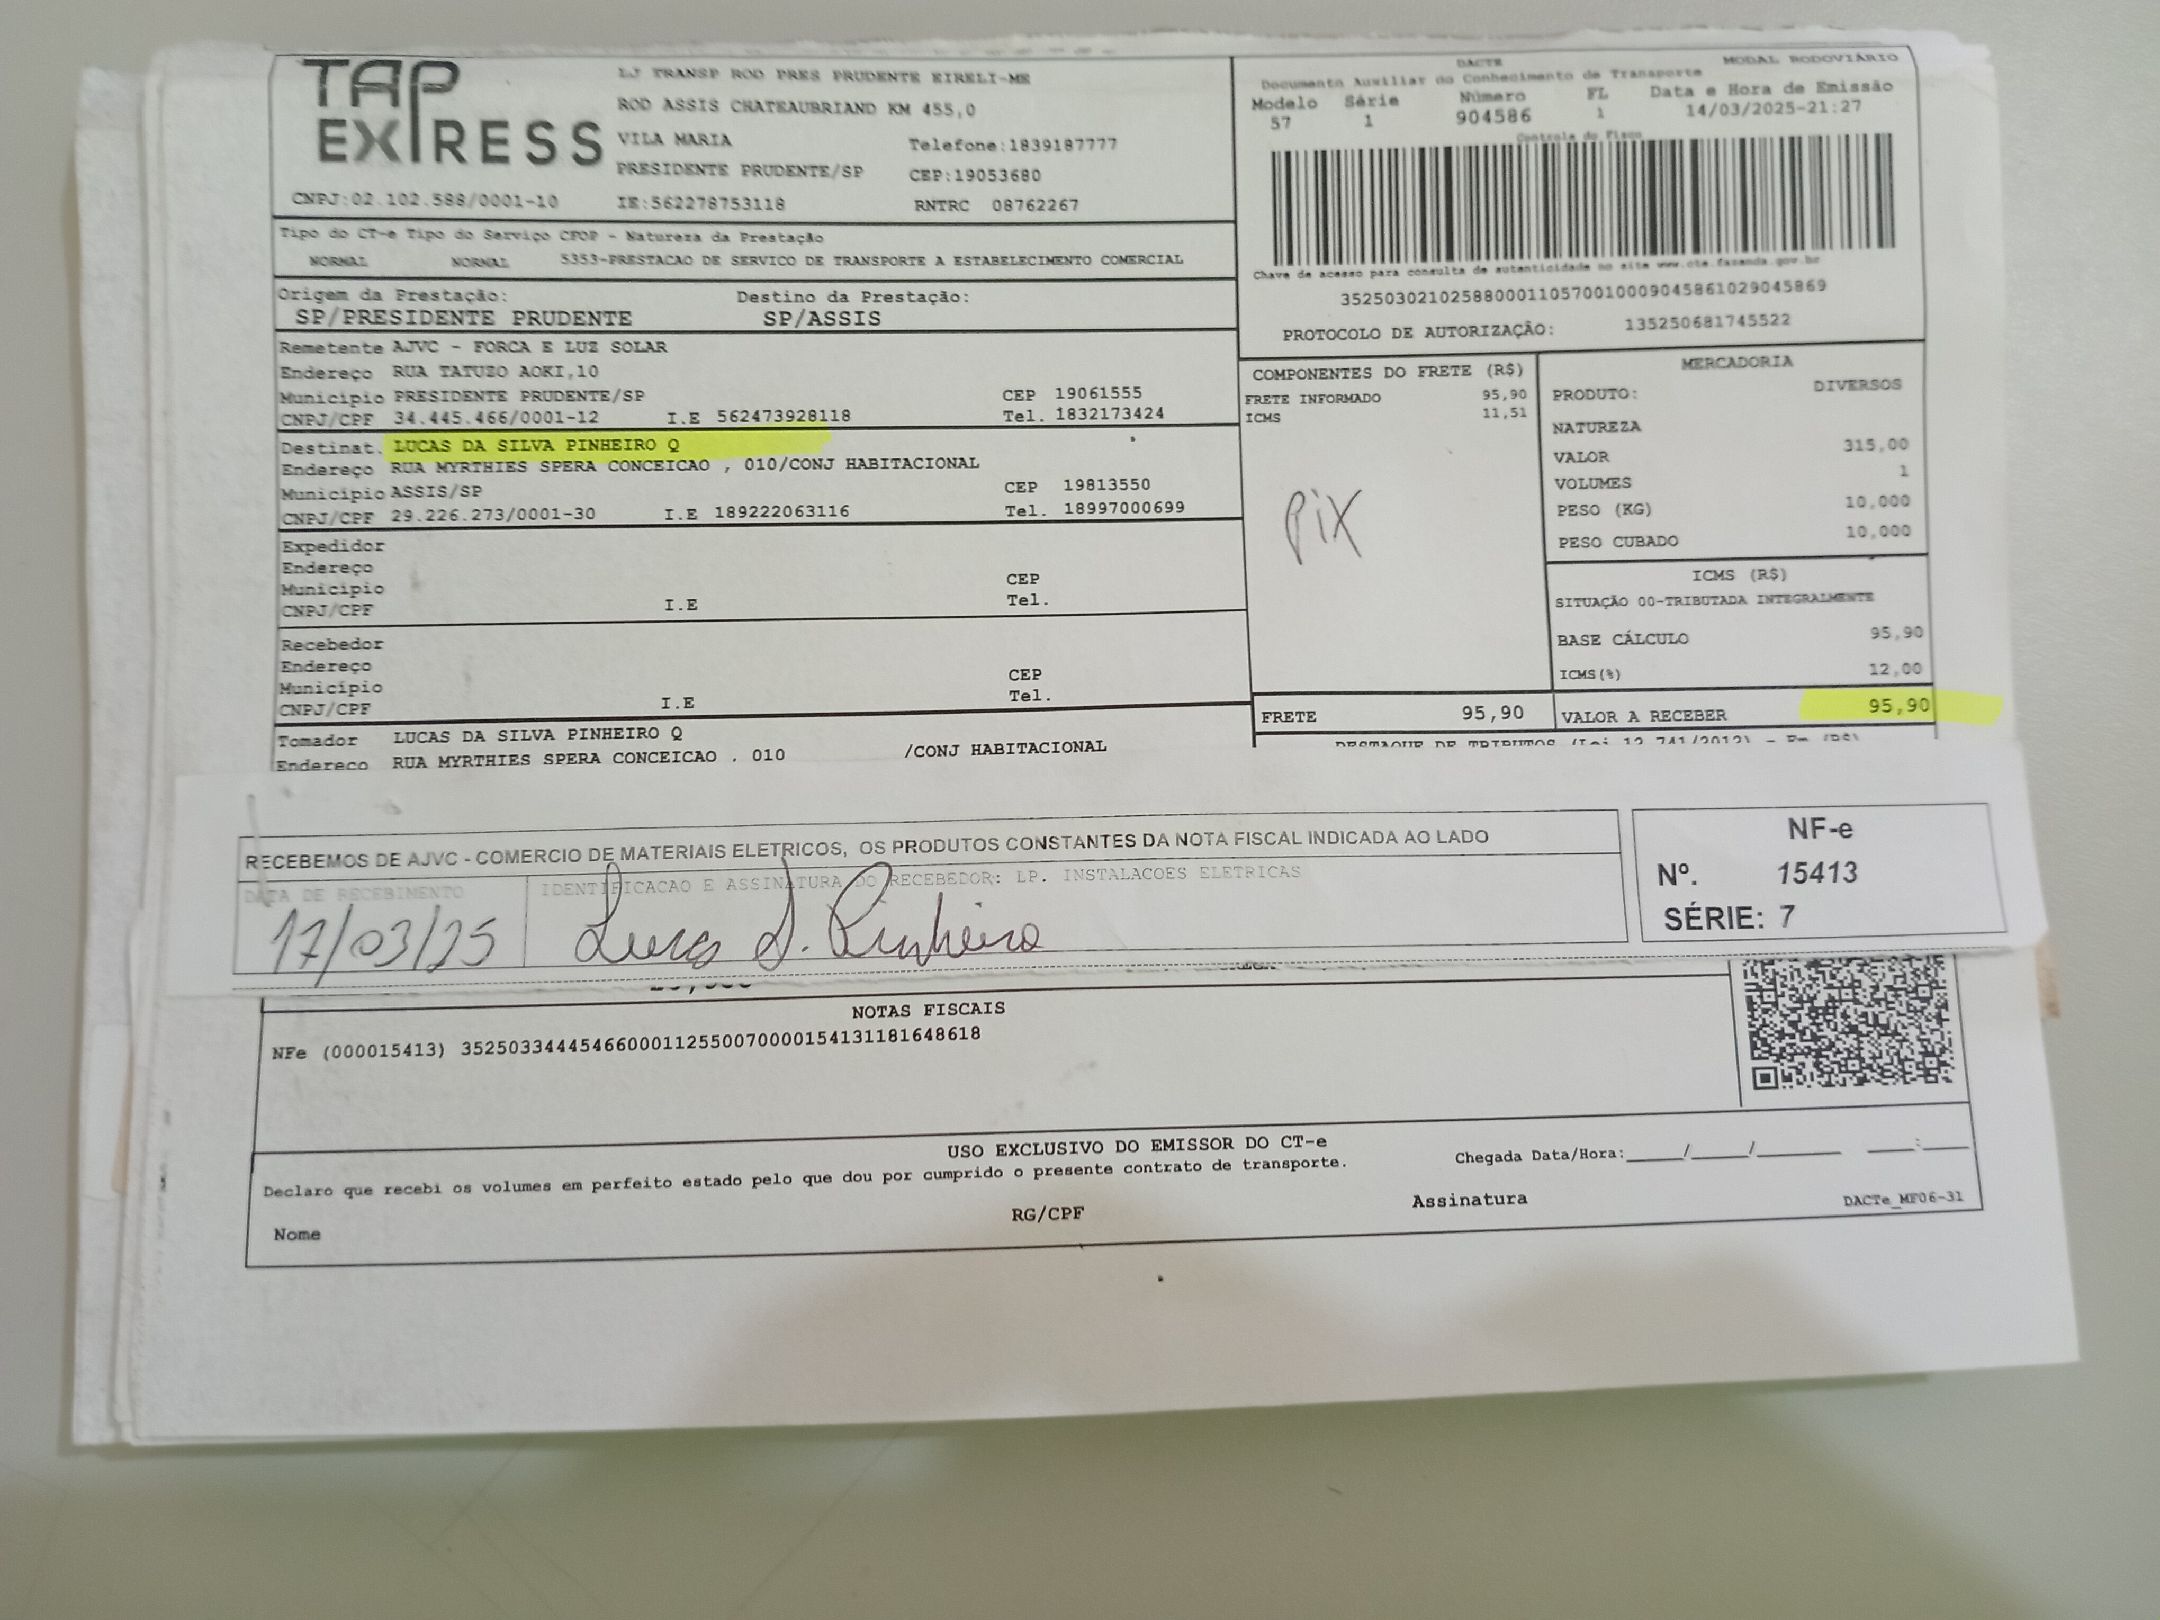 TAP EXPRESS
LJ TRANSP ROD PRES PRUDENTE EIRELI-ME
ROD ASSIS CHATEAUBRIAND KM 455,0
VILA MARIA Telefone:1839187777
PRESIDENTE PRUDENTE/SP CEP:19053680
CNPJ:02.102.588/0001-10 IE:562278753118 RNTRC 08762267
DACTE MODAL RODOVIÁRIO
Documento Auxiliar do Conhecimento de Transporte
Modelo Série Número FL Data e Hora de Emissão
57 1 904586 1 14/03/2025-21:27
Controle do Fisco
Chave de acesso para consulta de autenticidade no site www.cte.fazenda.gov.br
35250302102588000110570010009045861029045869
PROTOCOLO DE AUTORIZAÇÃO: 135250681745522
Tipo do CT-e Tipo do Serviço CFOP - Natureza da Prestação
NORMAL NORMAL 5353-PRESTACAO DE SERVICO DE TRANSPORTE A ESTABELECIMENTO COMERCIAL
Origem da Prestação: Destino da Prestação:
SP/PRESIDENTE PRUDENTE SP/ASSIS
Remetente AJVC - FORCA E LUZ SOLAR
Endereço RUA TATUZO AOKI,10
Município PRESIDENTE PRUDENTE/SP CEP 19061555
CNPJ/CPF 34.445.466/0001-12 I.E 562473928118 Tel. 1832173424
Destinat. LUCAS DA SILVA PINHEIRO Q
Endereço RUA MYRTHIES SPERA CONCEICAO , 010/CONJ HABITACIONAL
Município ASSIS/SP CEP 19813550
CNPJ/CPF 29.226.273/0001-30 I.E 189222063116 Tel. 18997000699
Expedidor
Endereço
Município CEP
CNPJ/CPF I.E Tel.
Recebedor
Endereço
Município CEP
CNPJ/CPF I.E Tel.
Tomador LUCAS DA SILVA PINHEIRO Q
Endereço RUA MYRTHIES SPERA CONCEICAO , 010 /CONJ HABITACIONAL
COMPONENTES DO FRETE (R$)
FRETE INFORMADO 95,90
ICMS 11,51
PiX
FRETE 95,90
MERCADORIA
PRODUTO: DIVERSOS
NATUREZA
VALOR 315,00
VOLUMES 1
PESO (KG) 10,000
PESO CUBADO 10,000
ICMS (R$)
SITUAÇÃO 00-TRIBUTADA INTEGRALMENTE
BASE CÁLCULO 95,90
ICMS(%) 12,00
VALOR A RECEBER 95,90
DESTAQUE DE TRIBUTOS (Lei 12.741/2012) - Em (R$)
RECEBEMOS DE AJVC - COMERCIO DE MATERIAIS ELETRICOS, OS PRODUTOS CONSTANTES DA NOTA FISCAL INDICADA AO LADO
DATA DE RECEBIMENTO IDENTIFICACAO E ASSINATURA DO RECEBEDOR: LP. INSTALACOES ELETRICAS
17/03/25 Lucas S. Pinheiro
NF-e
Nº. 15413
SÉRIE: 7
NOTAS FISCAIS
NFe (000015413) 35250334445466000112550070000154131181648618
USO EXCLUSIVO DO EMISSOR DO CT-e
Declaro que recebi os volumes em perfeito estado pelo que dou por cumprido o presente contrato de transporte.
Chegada Data/Hora:_____/_____/_______ ____:____
Nome RG/CPF Assinatura
DACTe_MF06-31